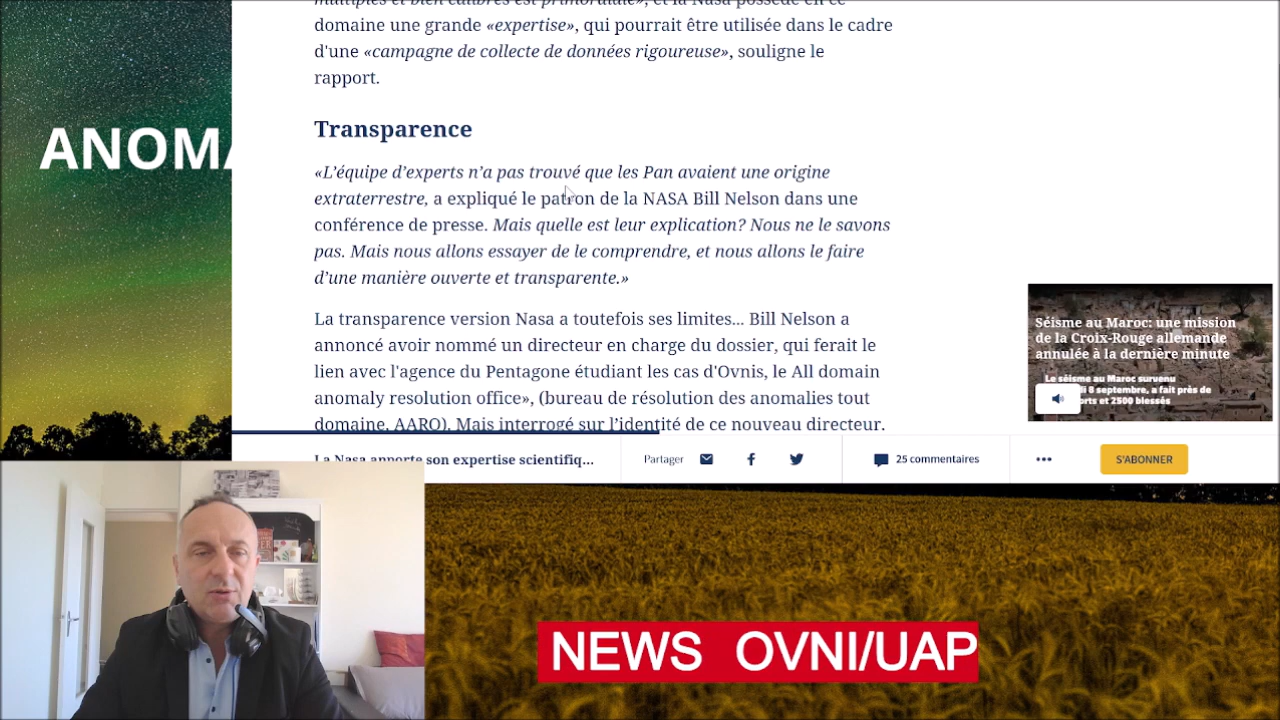 multiples et bien calibrés est primordiale», et la Nasa possède en ce
domaine une grande «expertise», qui pourrait être utilisée dans le cadre
d'une «campagne de collecte de données rigoureuse», souligne le
rapport.
ANOMA
Transparence
«L’équipe d’experts n’a pas trouvé que les Pan avaient une origine
extraterrestre, a expliqué le patron de la NASA Bill Nelson dans une
conférence de presse. Mais quelle est leur explication? Nous ne le savons
pas. Mais nous allons essayer de le comprendre, et nous allons le faire
d’une manière ouverte et transparente.»
La transparence version Nasa a toutefois ses limites... Bill Nelson a
annoncé avoir nommé un directeur en charge du dossier, qui ferait le
lien avec l'agence du Pentagone étudiant les cas d'Ovnis, le All domain
anomaly resolution office», (bureau de résolution des anomalies tout
domaine, AARO). Mais interrogé sur l’identité de ce nouveau directeur.
Séisme au Maroc: une mission
de la Croix-Rouge allemande
annulée à la dernière minute
Le séisme au Maroc survenu
di 8 septembre, a fait près de
orts et 2500 blessés
La Nasa apporte son expertise scientifiq...
Partager
25 commentaires
S'ABONNER
NEWS OVNI/UAP